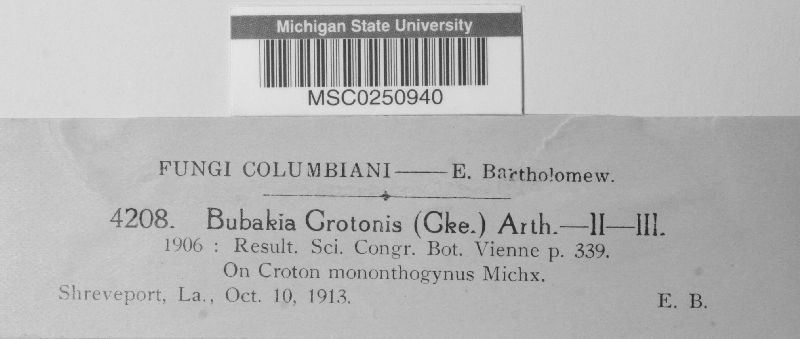 Michigan State University
MSC0250940
FUNGI COLUMBIANI——E. Bartholomew.
4208. Bubakia Crotonis (Cke.) Arth.—II—III.
1906 : Result. Sci. Congr. Bot. Vienne p. 339.
On Croton mononthogynus Michx.
Shreveport, La., Oct. 10, 1913. E. B.